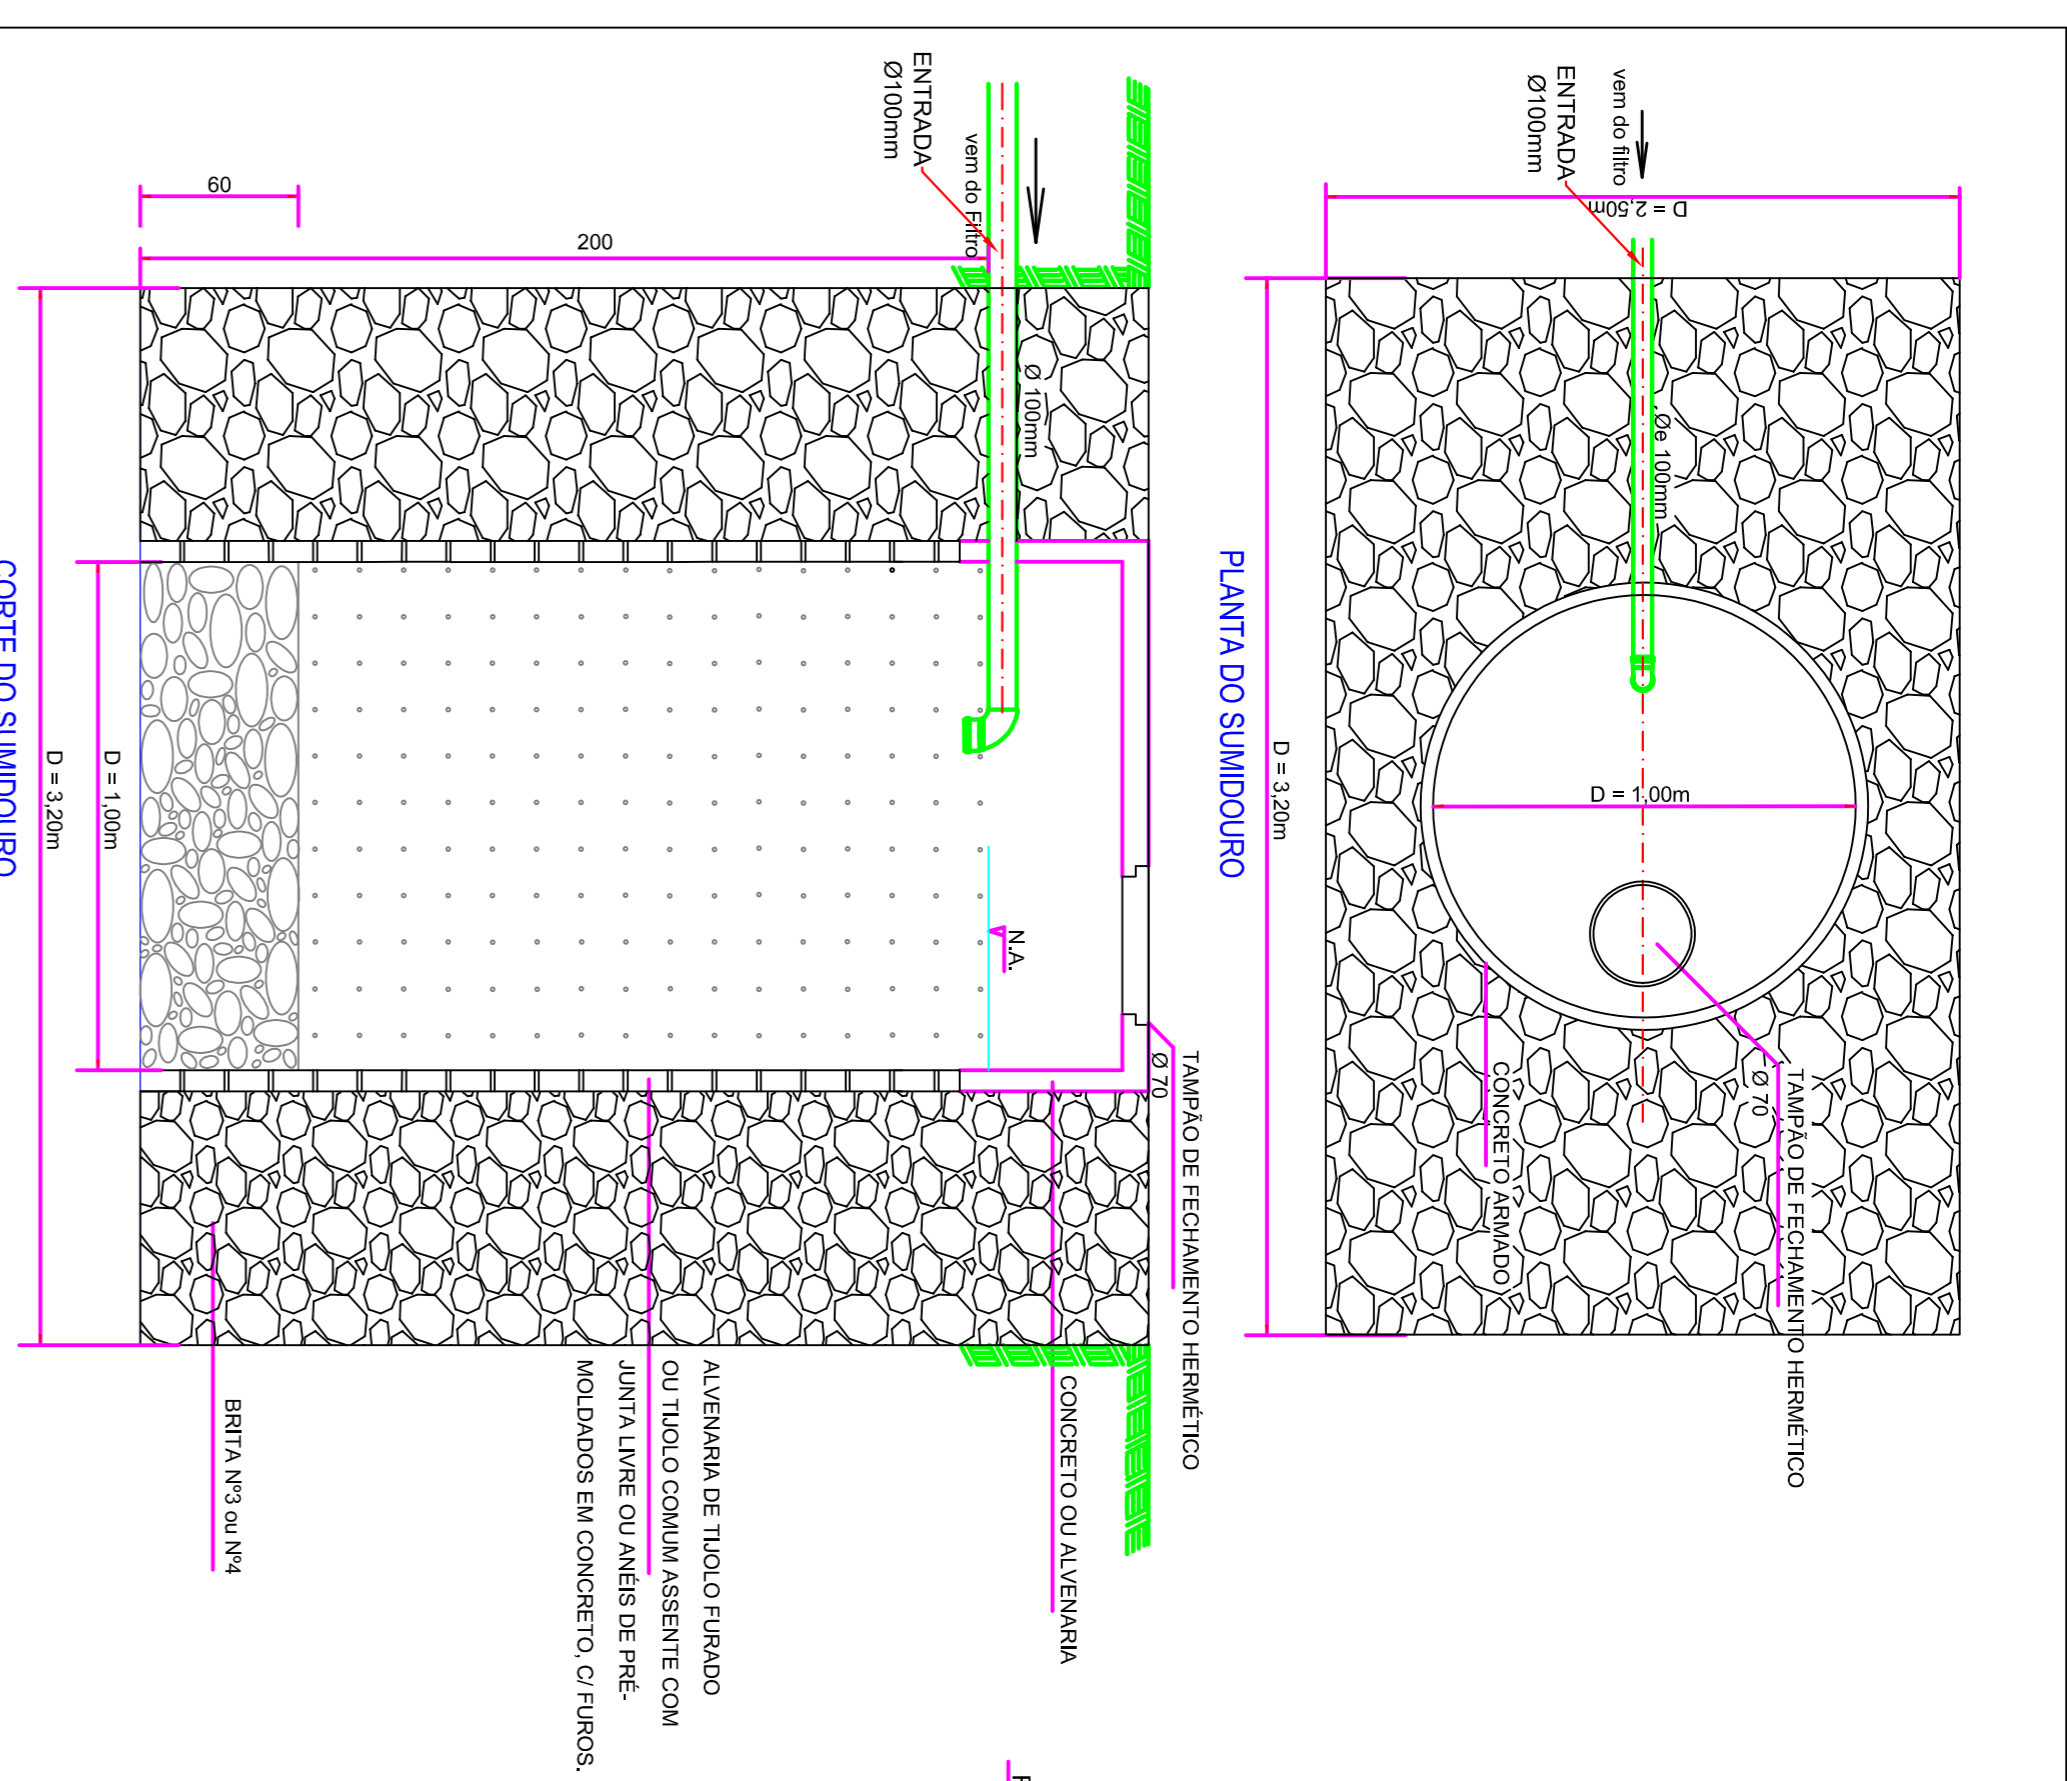 vem do filtro
ENTRADA
Ø100mm
D = 2,50m
Øe 100mm
D = 1,00m
TAMPÃO DE FECHAMENTO HERMÉTICO
Ø 70
CONCRETO ARMADO
D = 3,20m
PLANTA DO SUMIDOURO
ENTRADA
Ø100mm
vem do Filtro
60
200
Ø 100mm
N.A.
TAMPÃO DE FECHAMENTO HERMÉTICO
Ø 70
CONCRETO OU ALVENARIA
ALVENARIA DE TIJOLO FURADO
OU TIJOLO COMUM ASSENTE COM
JUNTA LIVRE OU ANÉIS DE PRÉ-
MOLDADOS EM CONCRETO, C/ FUROS.
BRITA Nº3 ou Nº4
D = 1,00m
D = 3,20m
CORTE DO SUMIDOURO